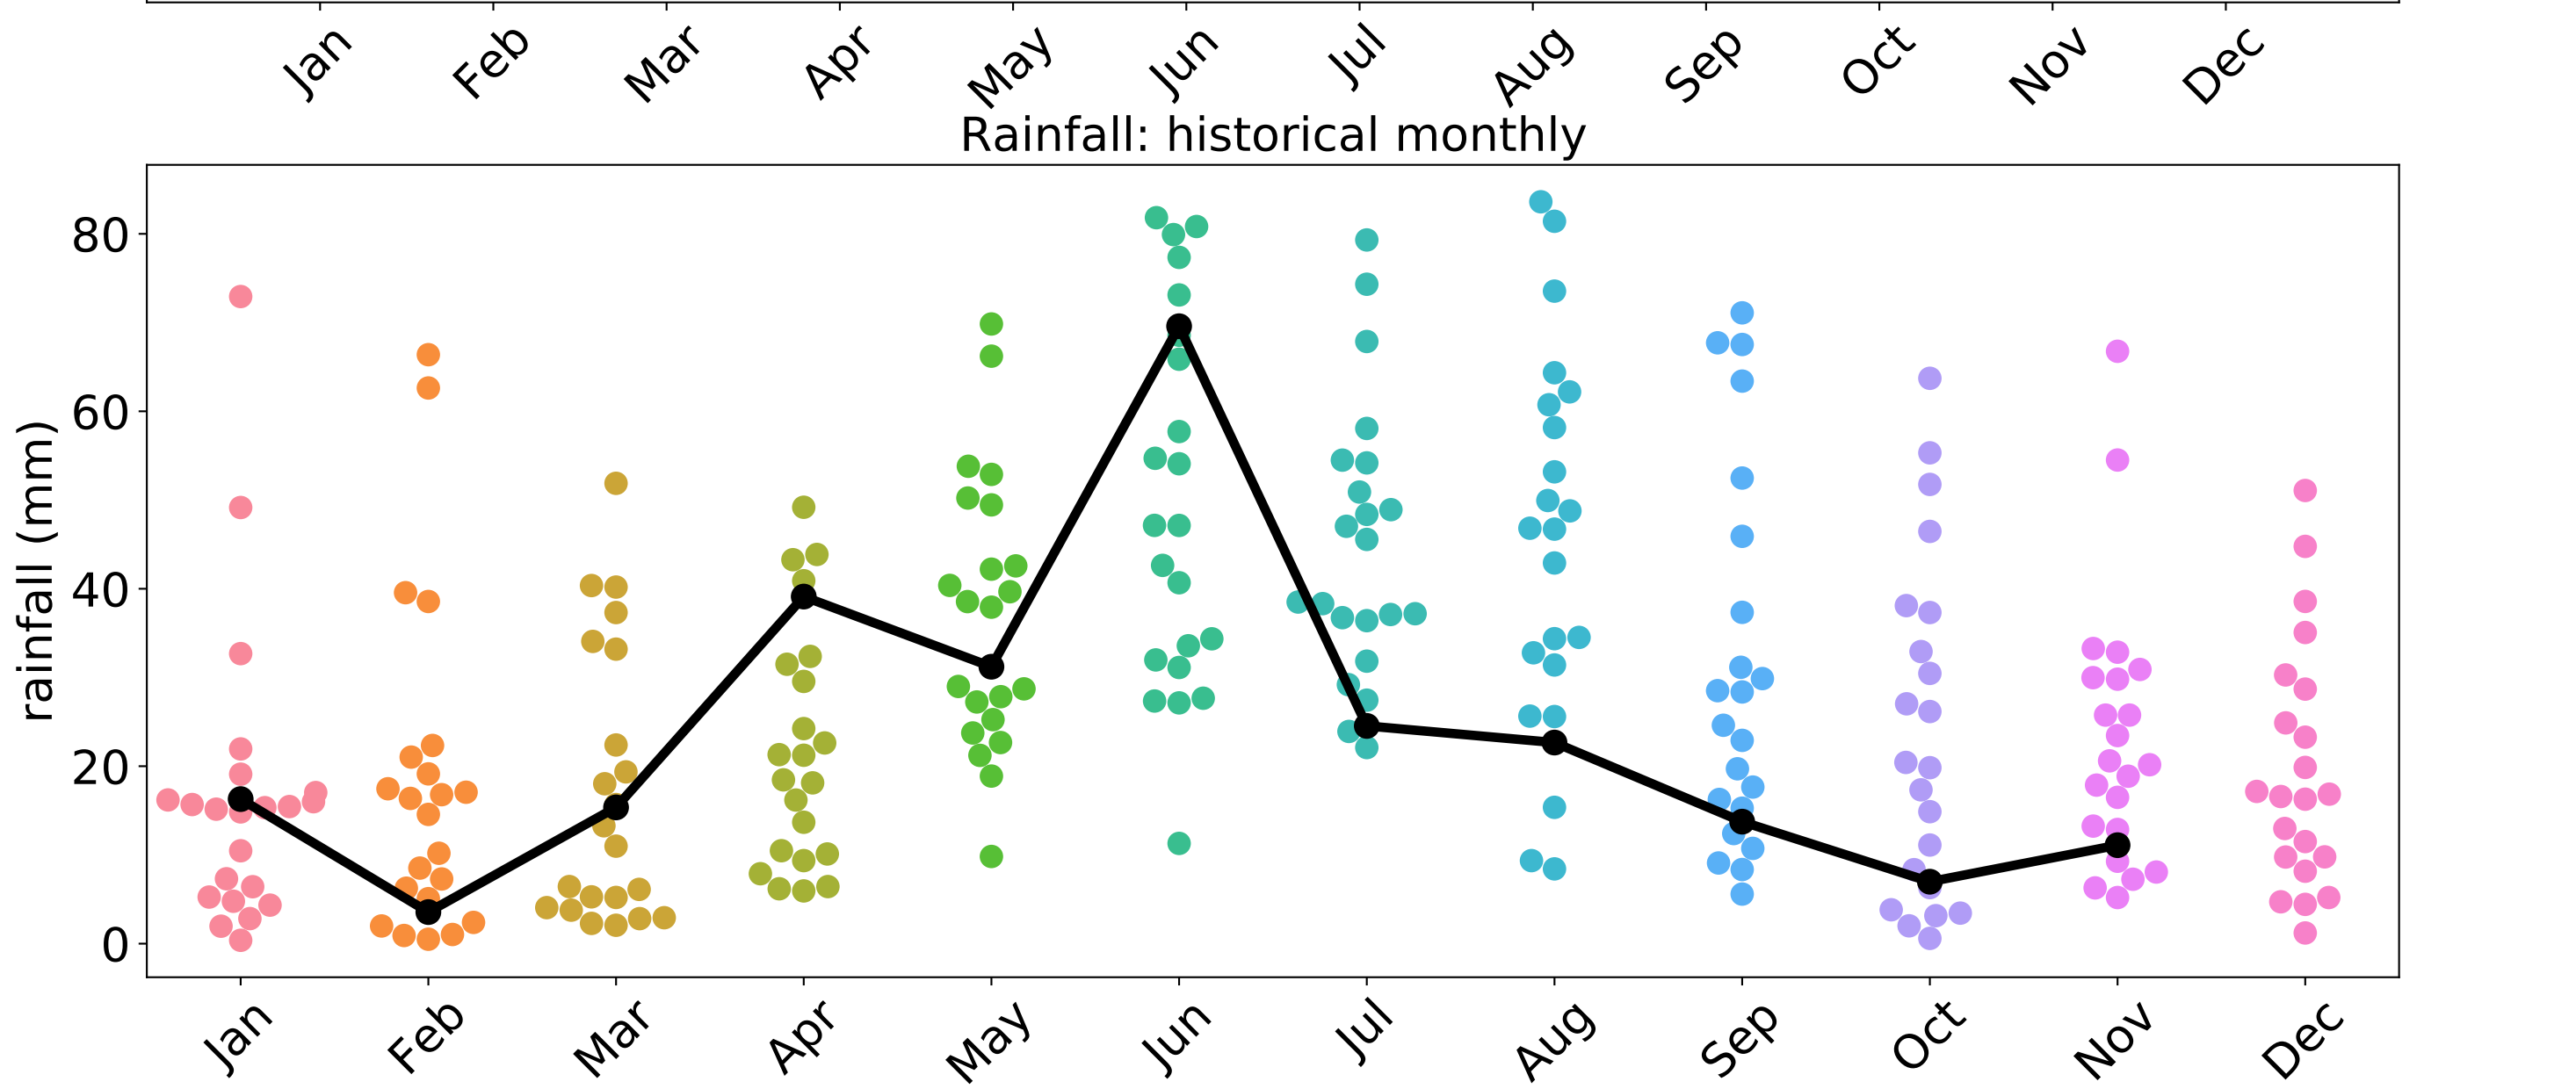 Jan Feb Mar Apr May Jun Jul Aug Sep Oct Nov Dec
Rainfall: historical monthly
80
60
40
20
0
rainfall (mm)
Jan Feb Mar Apr May Jun Jul Aug Sep Oct Nov Dec